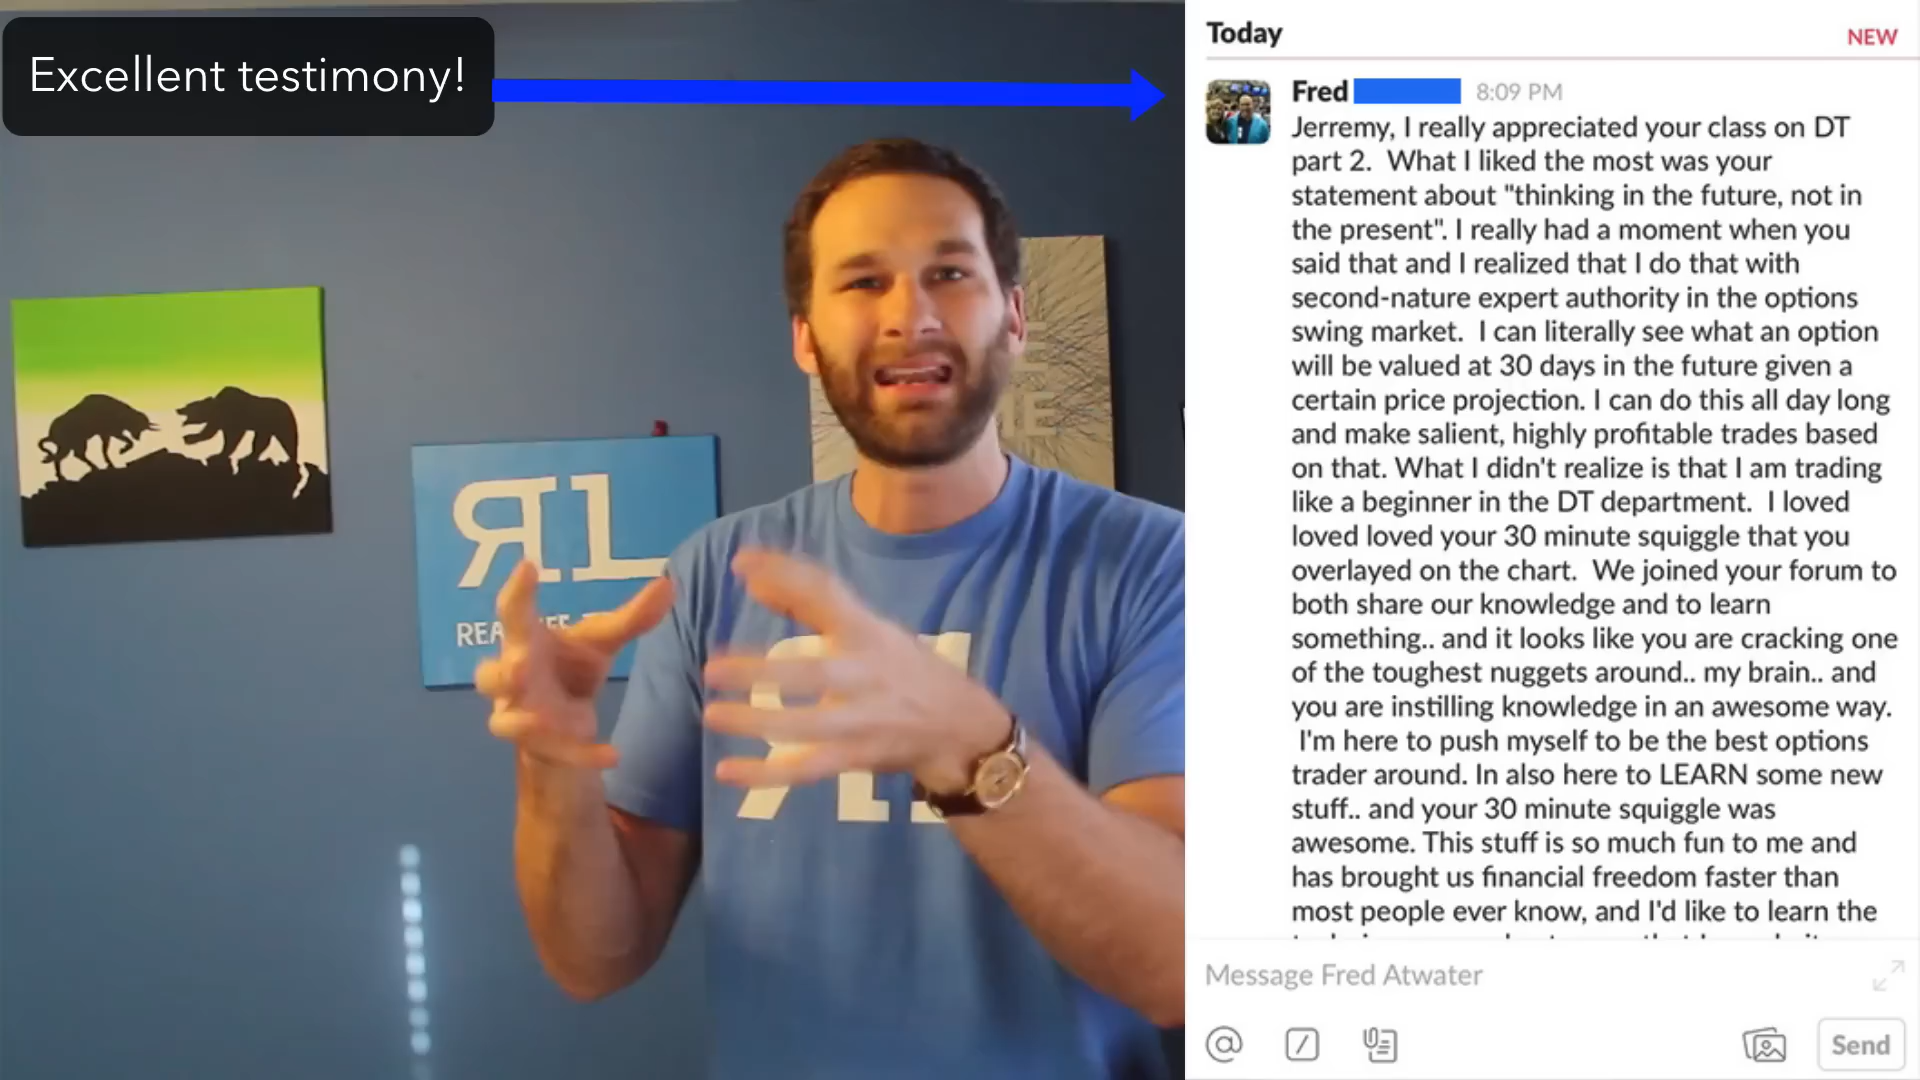 Excellent testimony!
Today
NEW
Fred
8:09 PM
Jerremy, I really appreciated your class on DT
part 2.  What I liked the most was your
statement about "thinking in the future, not in
the present". I really had a moment when you
said that and I realized that I do that with
second-nature expert authority in the options
swing market.  I can literally see what an option
will be valued at 30 days in the future given a
certain price projection. I can do this all day long
and make salient, highly profitable trades based
on that. What I didn't realize is that I am trading
like a beginner in the DT department.  I loved
loved loved your 30 minute squiggle that you
overlayed on the chart.  We joined your forum to
both share our knowledge and to learn
something.. and it looks like you are cracking one
of the toughest nuggets around.. my brain.. and
you are instilling knowledge in an awesome way.
I'm here to push myself to be the best options
trader around. In also here to LEARN some new
stuff.. and your 30 minute squiggle was
awesome. This stuff is so much fun to me and
has brought us financial freedom faster than
most people ever know, and I'd like to learn the
Message Fred Atwater
Send